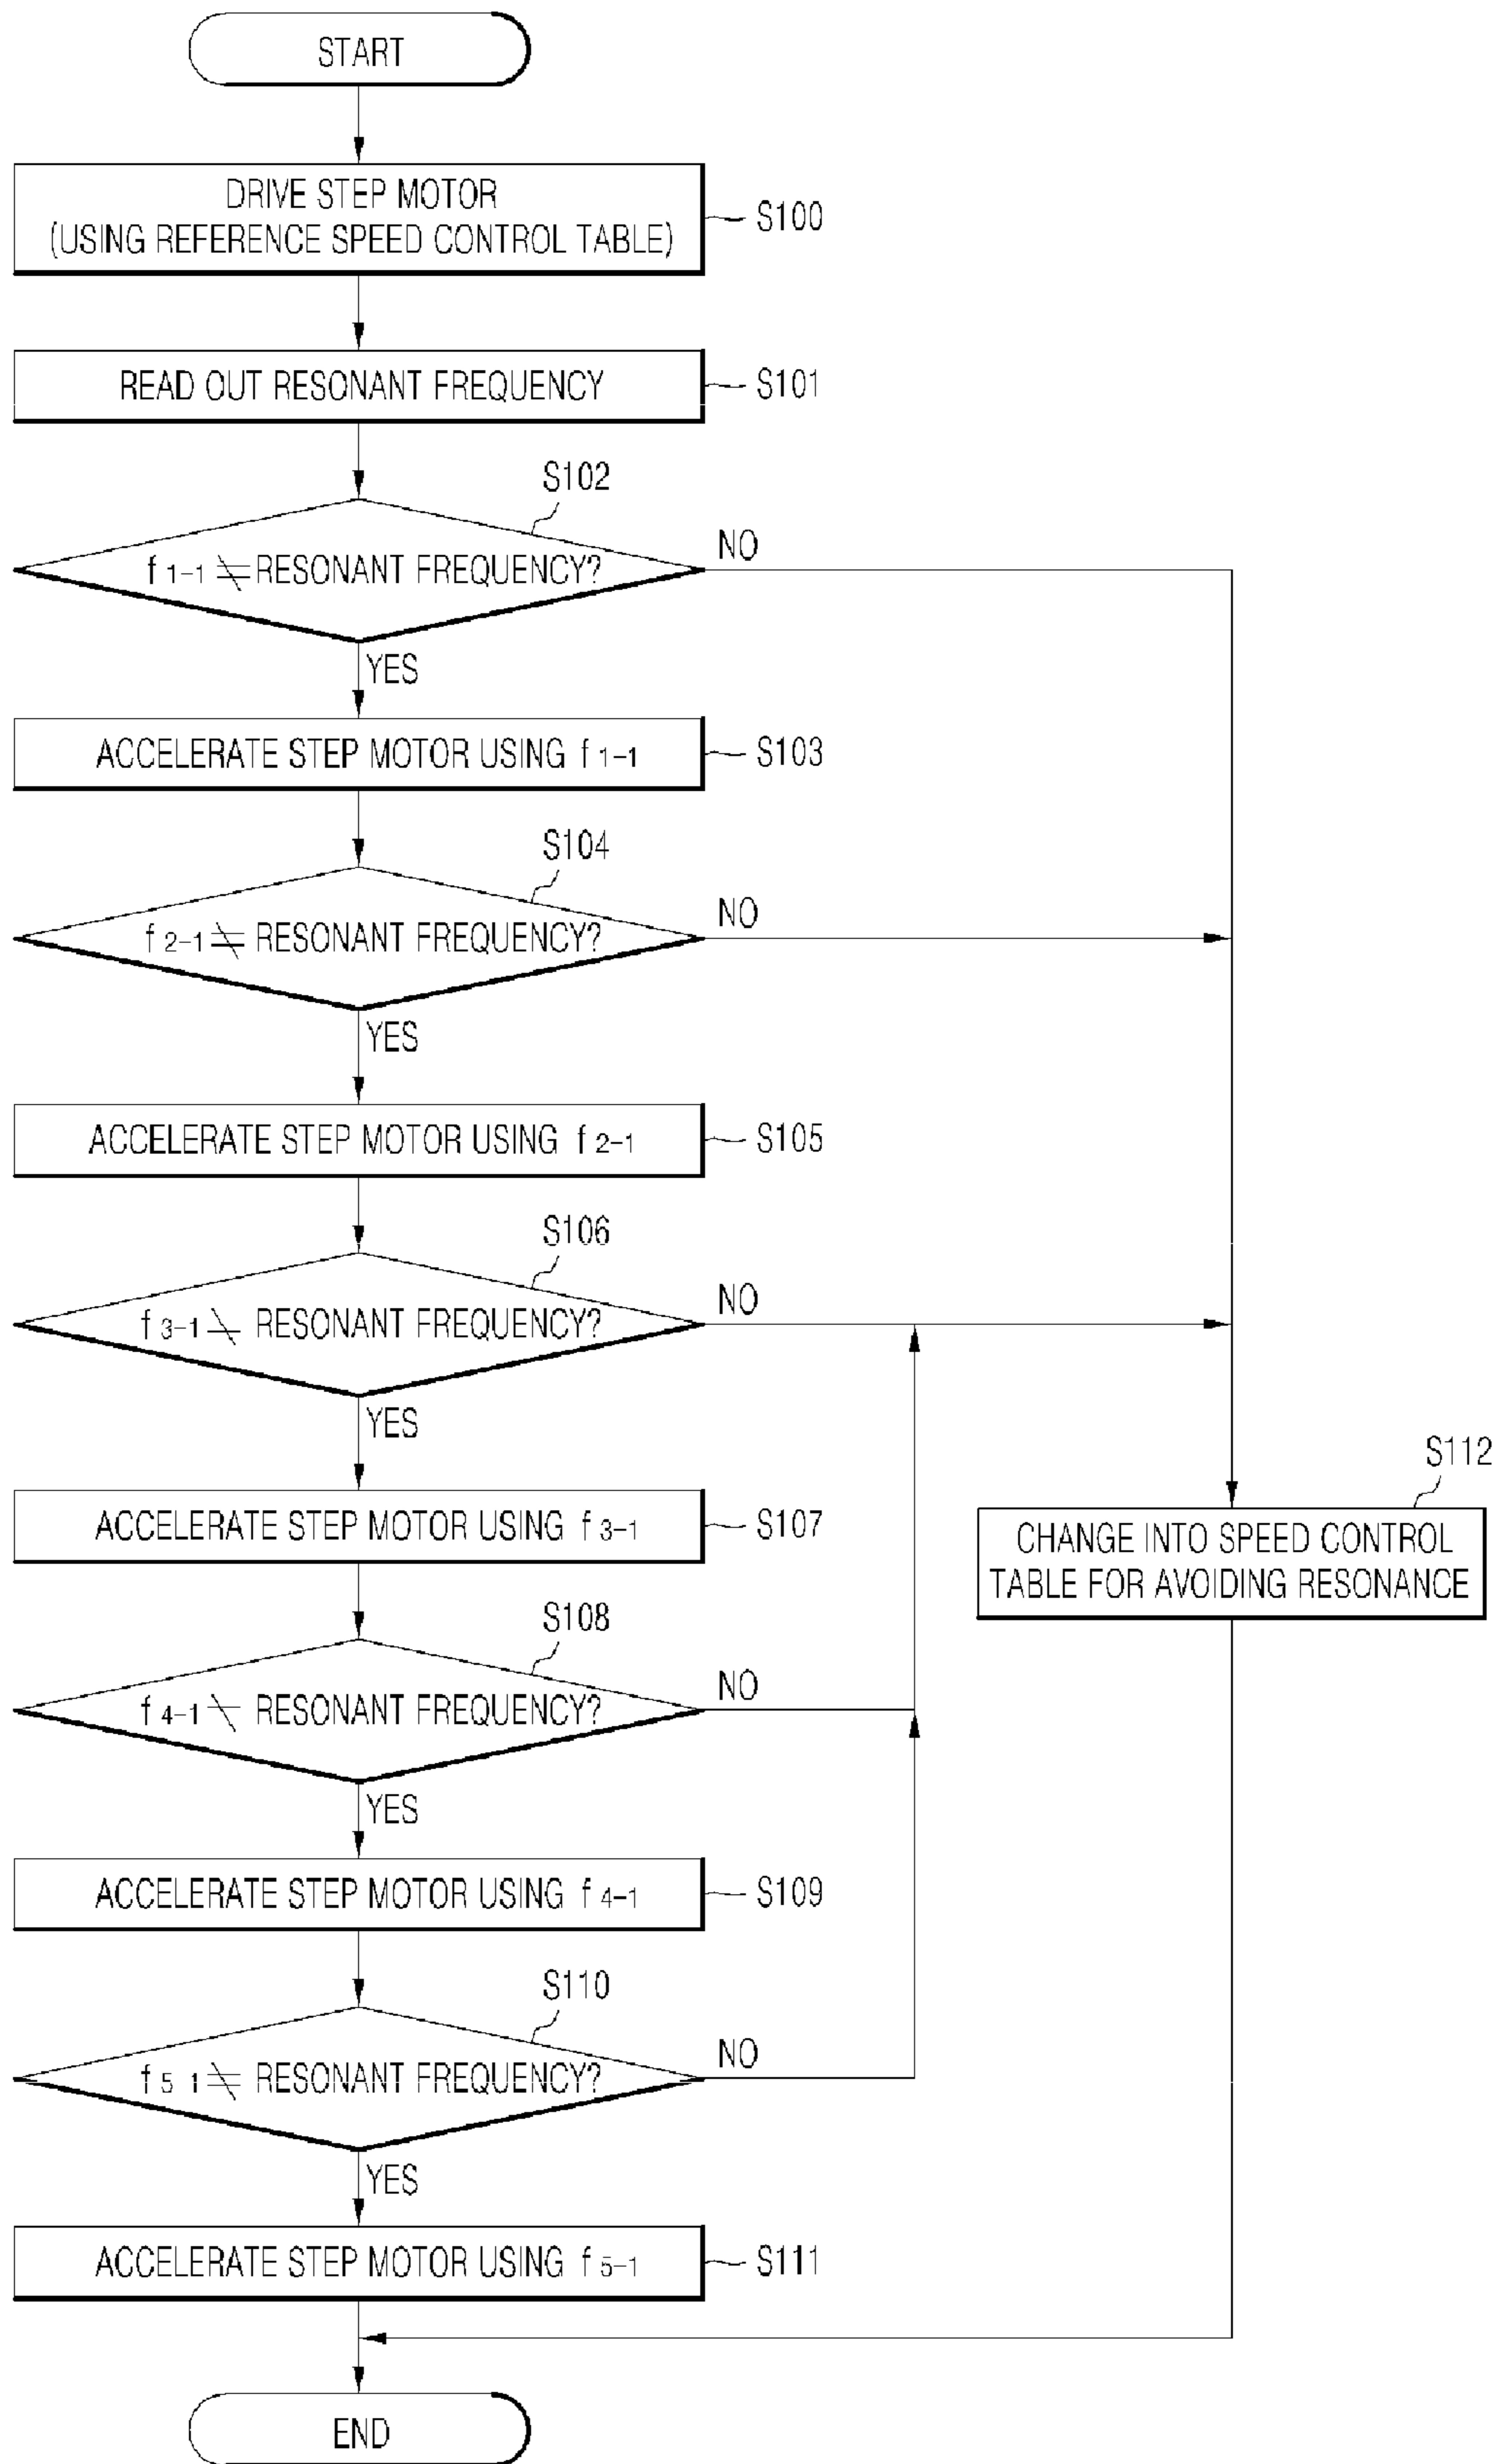 START
DRIVE STEP MOTOR
(USING REFERENCE SPEED CONTROL TABLE)
S100
READ OUT RESONANT FREQUENCY
S101
S102
f 1-1 ≠ RESONANT FREQUENCY?
NO
YES
ACCELERATE STEP MOTOR USING f 1-1
S103
S104
f 2-1 ≠ RESONANT FREQUENCY?
NO
YES
ACCELERATE STEP MOTOR USING f 2-1
S105
S106
f 3-1 ≠ RESONANT FREQUENCY?
NO
YES
ACCELERATE STEP MOTOR USING f 3-1
S107
S112
CHANGE INTO SPEED CONTROL
TABLE FOR AVOIDING RESONANCE
S108
f 4-1 ≠ RESONANT FREQUENCY?
NO
YES
ACCELERATE STEP MOTOR USING f 4-1
S109
S110
f 5 1 ≠ RESONANT FREQUENCY?
NO
YES
ACCELERATE STEP MOTOR USING f 5-1
S111
END